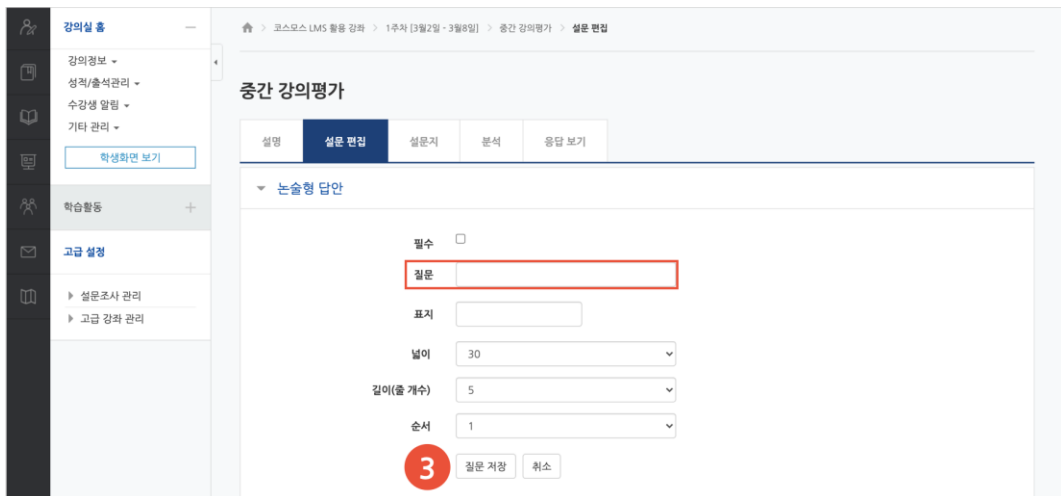 강의실 홈
강의정보
성적/출석관리
수강생 알림
기타 관리
학생화면 보기
학습활동
고급 설정
설문조사 관리
고급 강좌 관리
코스모스 LMS 활용 강좌 > 1주차 [3월2일 - 3월8일] > 중간 강의평가 > 설문 편집
중간 강의평가
설명 설문 편집 설문지 분석 응답 보기
논술형 답안
필수
질문
표지
넓이 30
길이(줄 개수) 5
순서 1
3 질문 저장 취소